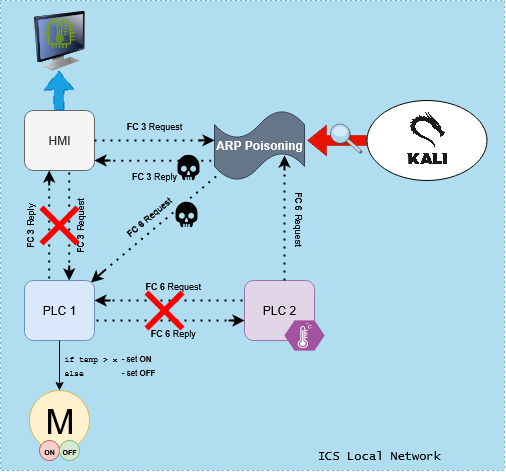 HMI
FC 3 Request
ARP Poisoning
KALI
FC 3 Reply
FC 3 Reply
FC 3 Request
FC 6 Request
FC 6 Request
PLC 1
FC 6 Request
FC 6 Reply
PLC 2
if temp > x - set ON
else - set OFF
M
ON OFF
ICS Local Network